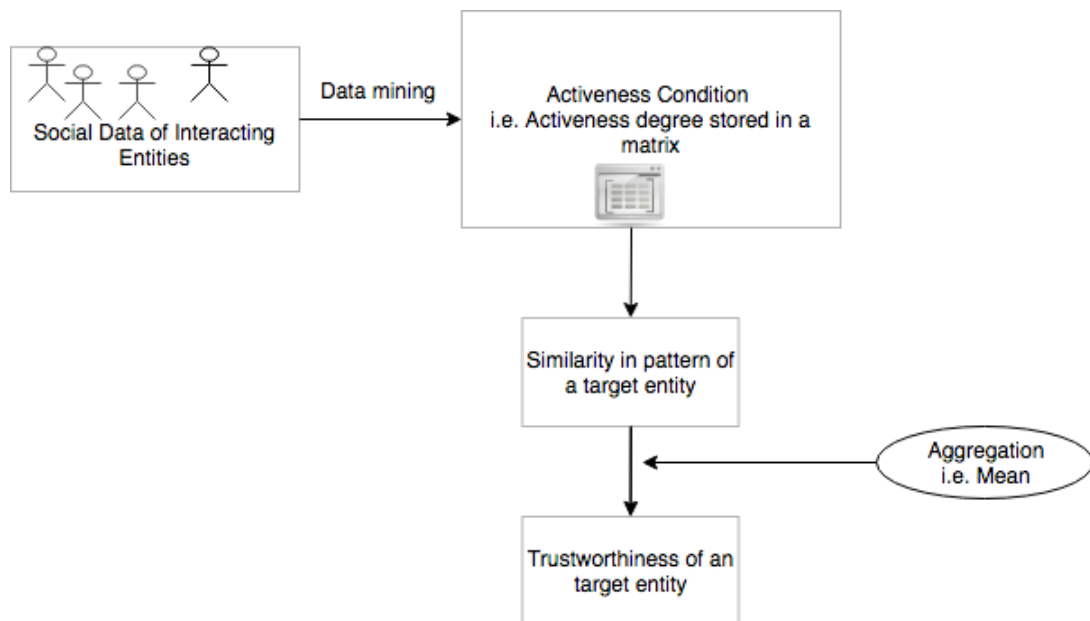 Social Data of Interacting
Entities
Data mining
Activeness Condition
i.e. Activeness degree stored in a
matrix
Similarity in pattern of
a target entity
Aggregation
i.e. Mean
Trustworthiness of an
target entity